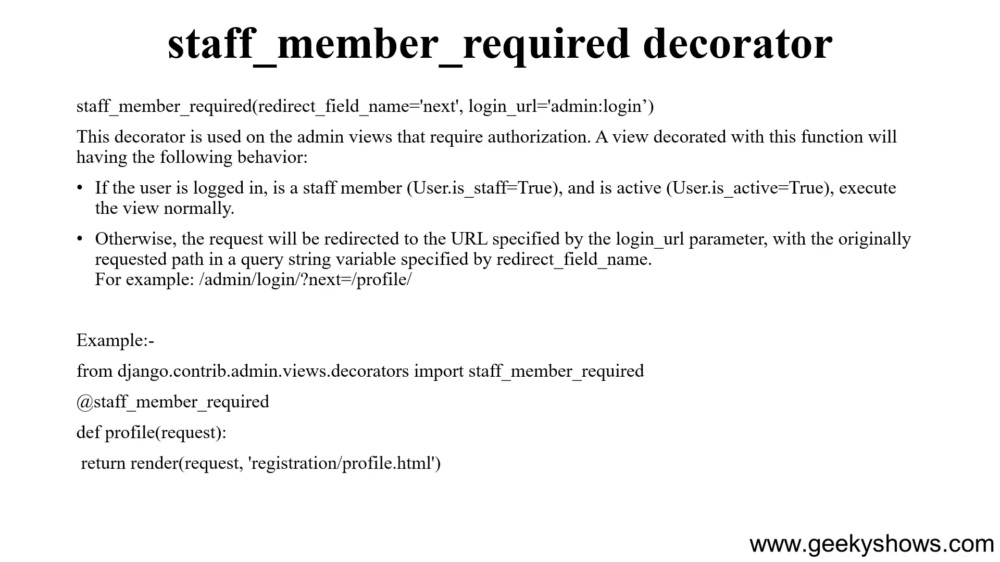 staff_member_required decorator
staff_member_required(redirect_field_name='next', login_url='admin:login’)
This decorator is used on the admin views that require authorization. A view decorated with this function will
having the following behavior:
• If the user is logged in, is a staff member (User.is_staff=True), and is active (User.is_active=True), execute
the view normally.
• Otherwise, the request will be redirected to the URL specified by the login_url parameter, with the originally
requested path in a query string variable specified by redirect_field_name.
For example: /admin/login/?next=/profile/
Example:-
from django.contrib.admin.views.decorators import staff_member_required
@staff_member_required
def profile(request):
return render(request, 'registration/profile.html')
www.geekyshows.com